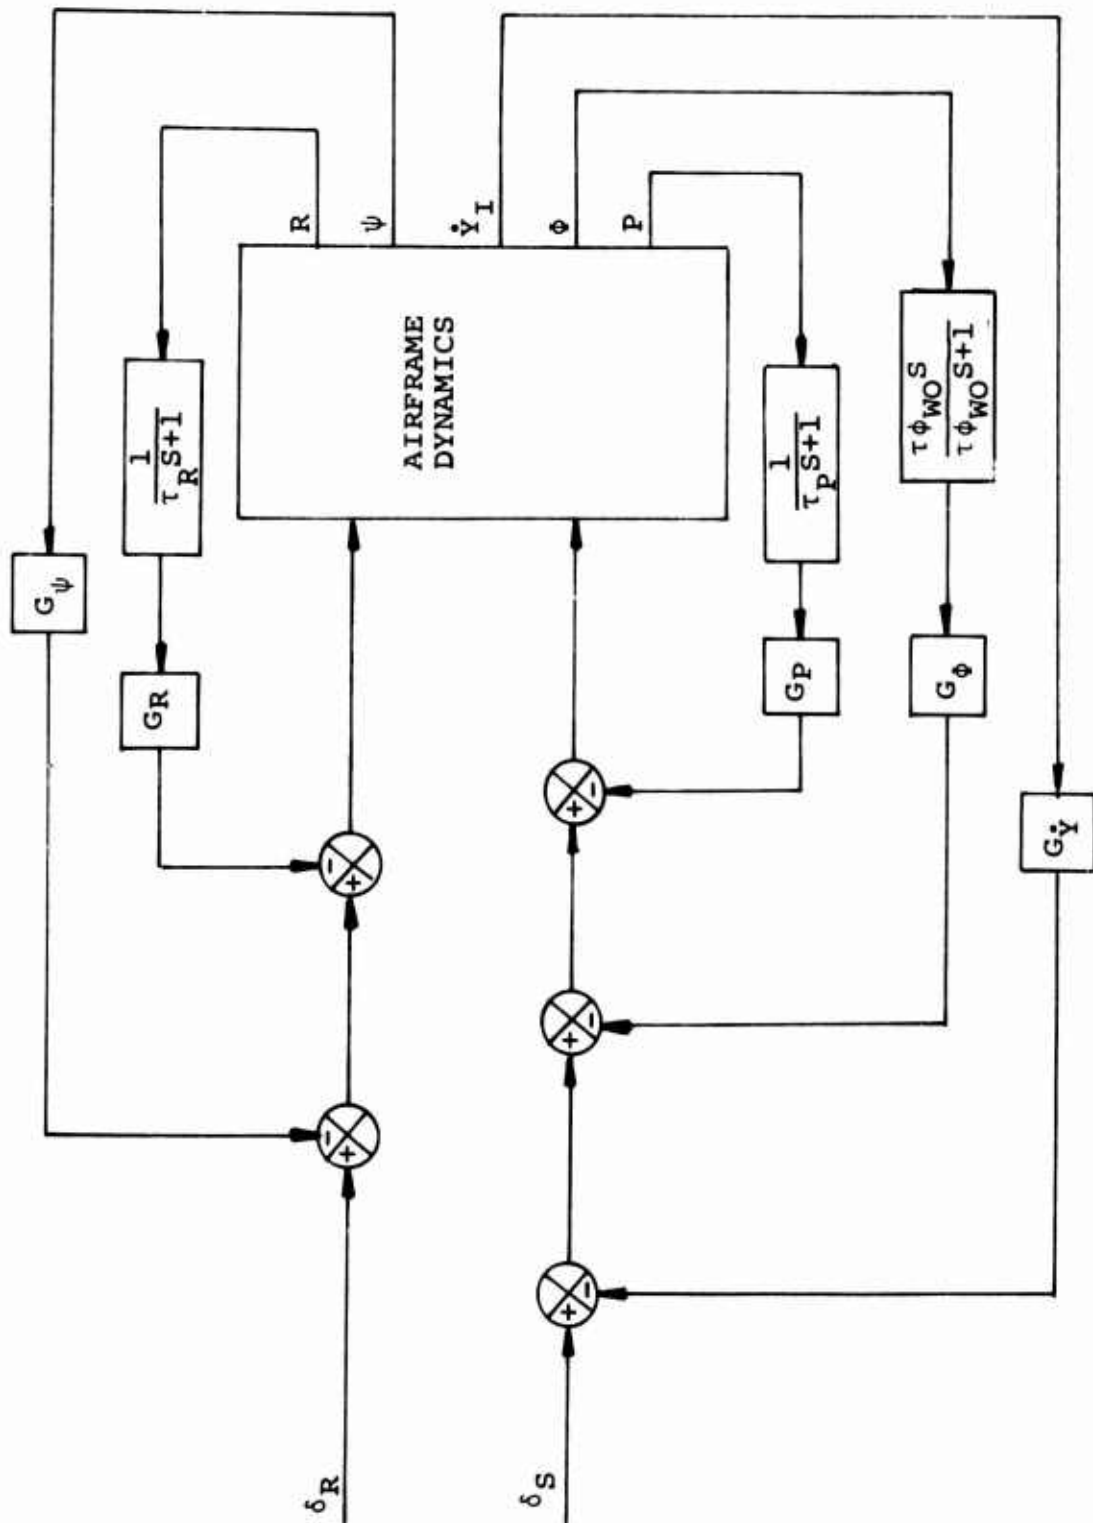 G_ψ
1
τ_R S+1
G_R
R
ψ
Ẏ_I
Φ
P
AIRFRAME
DYNAMICS
δ_R
-
+
-
+
δ_S
+
-
+
-
+
-
1
τ_P S+1
G_P
τφ_WO S
τφ_WO S+1
G_Φ
G_Ẏ